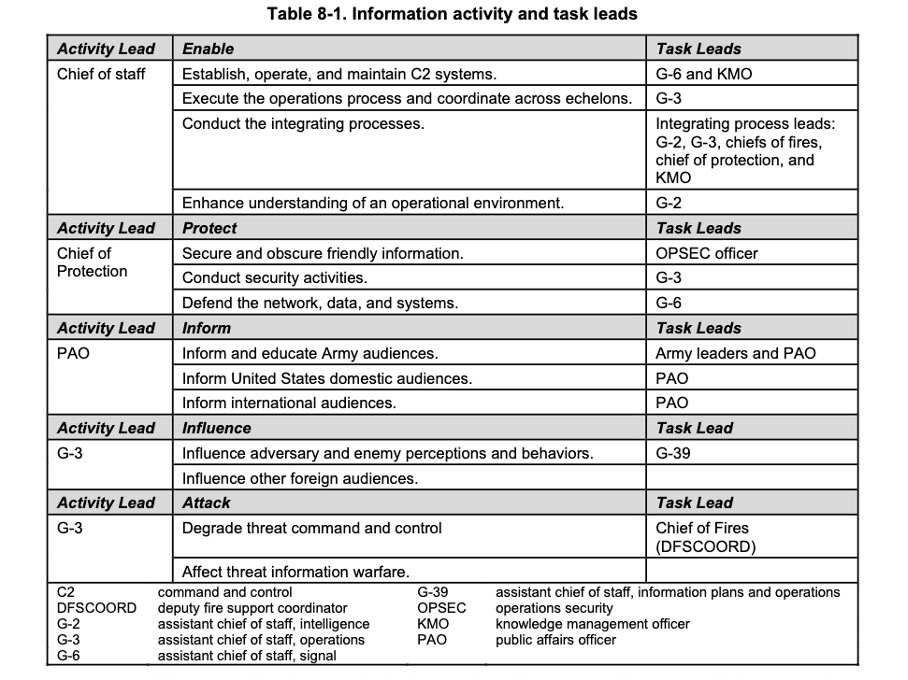 Table 8-1. Information activity and task leads
Activity Lead Enable Task Leads
Chief of staff Establish, operate, and maintain C2 systems. G-6 and KMO
Execute the operations process and coordinate across echelons. G-3
Conduct the integrating processes. Integrating process leads:
G-2, G-3, chiefs of fires,
chief of protection, and
KMO
Enhance understanding of an operational environment. G-2
Activity Lead Protect Task Leads
Chief of Secure and obscure friendly information. OPSEC officer
Protection
Conduct security activities. G-3
Defend the network, data, and systems. G-6
Activity Lead Inform Task Leads
PAO Inform and educate Army audiences. Army leaders and PAO
Inform United States domestic audiences. PAO
Inform international audiences. PAO
Activity Lead Influence Task Lead
G-3 Influence adversary and enemy perceptions and behaviors. G-39
Influence other foreign audiences.
Activity Lead Attack Task Lead
G-3 Degrade threat command and control Chief of Fires
(DFSCOORD)
Affect threat information warfare.
C2 command and control G-39 assistant chief of staff, information plans and operations
DFSCOORD deputy fire support coordinator OPSEC operations security
G-2 assistant chief of staff, intelligence KMO knowledge management officer
G-3 assistant chief of staff, operations PAO public affairs officer
G-6 assistant chief of staff, signal